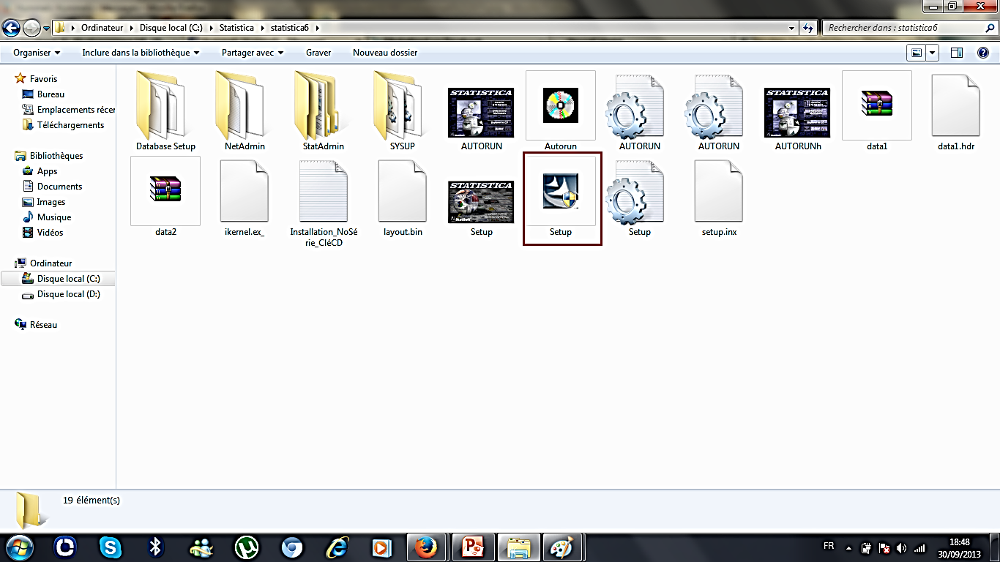 Ordinateur
Disque local (C:)
Statistica
statistica6
Rechercher dans : statistica6
Organiser
Inclure dans la bibliothèque
Partager avec
Graver
Nouveau dossier
Favoris
Bureau
Emplacements récer
Téléchargements
Bibliothèques
Apps
Documents
Images
Musique
Vidéos
Ordinateur
Disque local (C:)
Disque local (D:)
Réseau
Database Setup
NetAdmin
StatAdmin
SYSUP
STATISTICA
AUTORUN
Autorun
AUTORUN
AUTORUN
STATISTICA
AUTORUNh
data1
data1.hdr
data2
ikernel.ex_
Installation_NoSé
rie_CléCD
layout.bin
STATISTICA
StatSoft
Setup
Setup
Setup
setup.inx
19 élément(s)
FR
18:48
30/09/2013